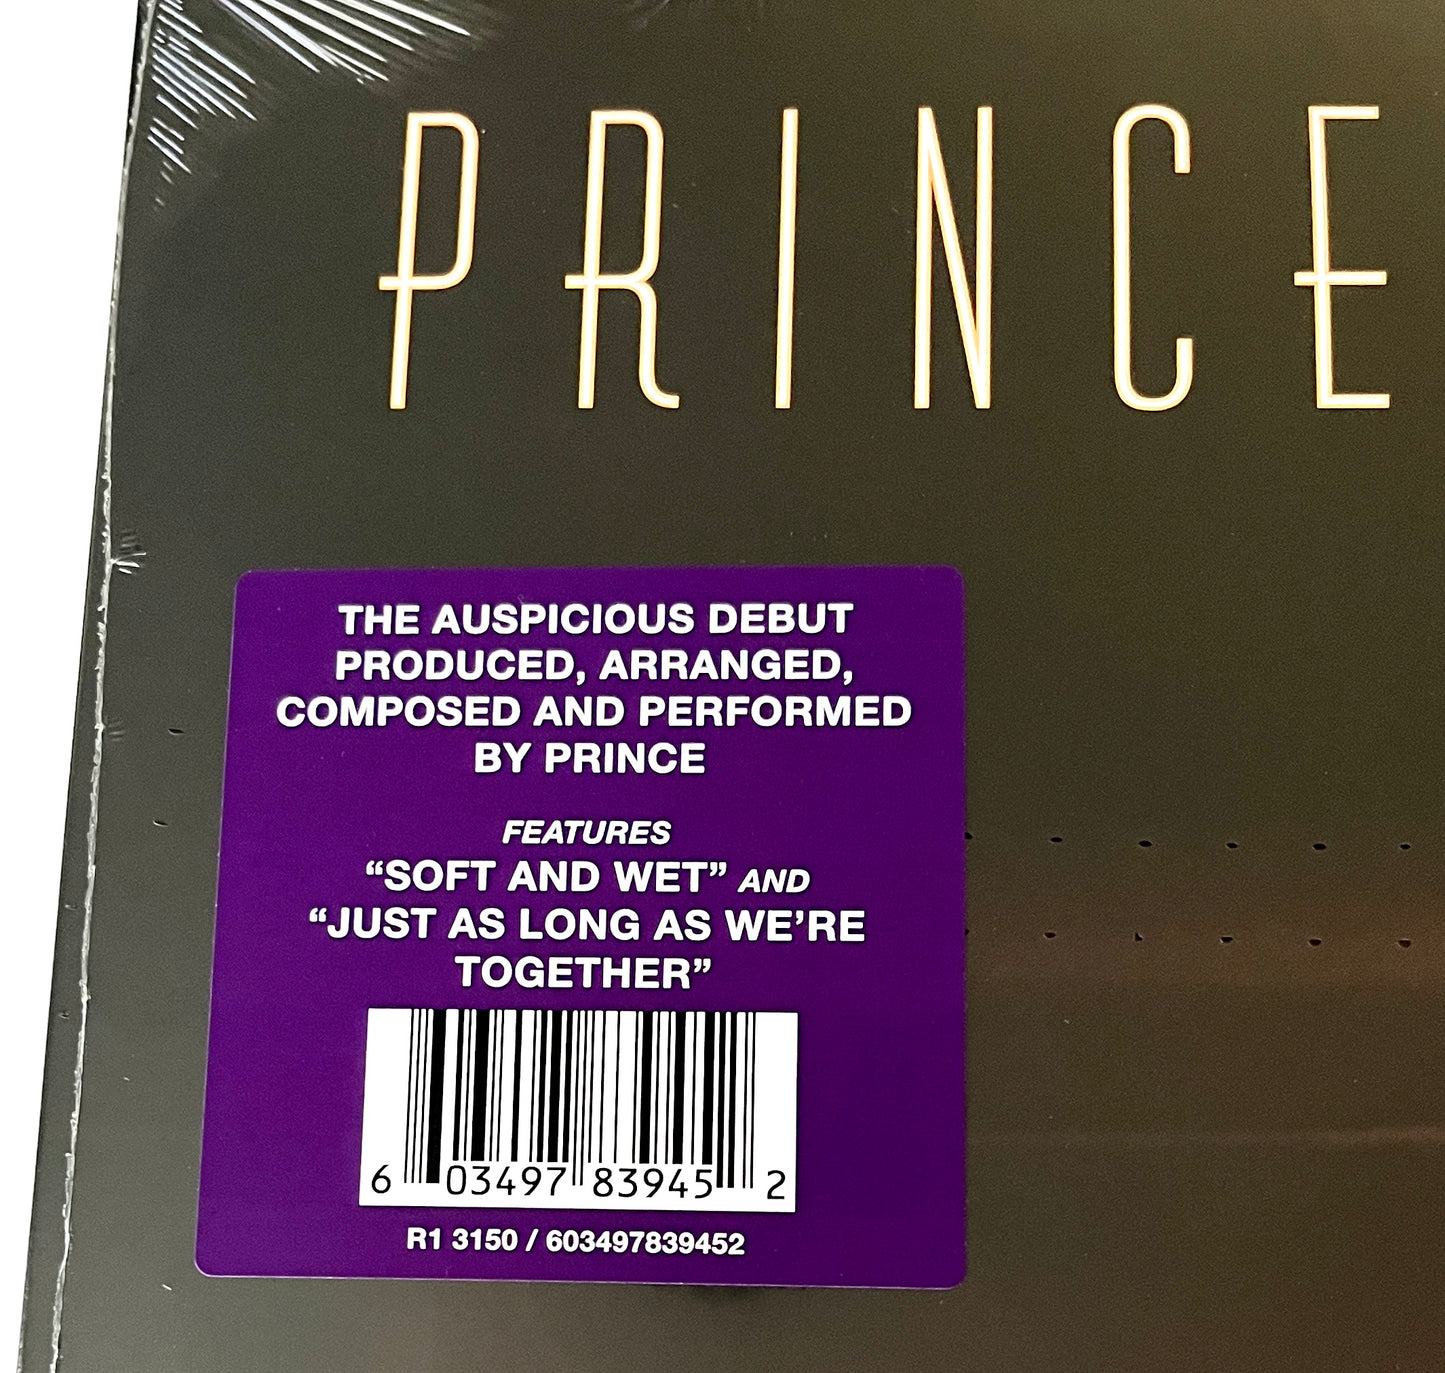 PRINCE
THE AUSPICIOUS DEBUT
PRODUCED, ARRANGED,
COMPOSED AND PERFORMED
BY PRINCE
FEATURES
“SOFT AND WET” AND
“JUST AS LONG AS WE’RE
TOGETHER”
6 03497 83945 2
R1 3150 / 603497839452